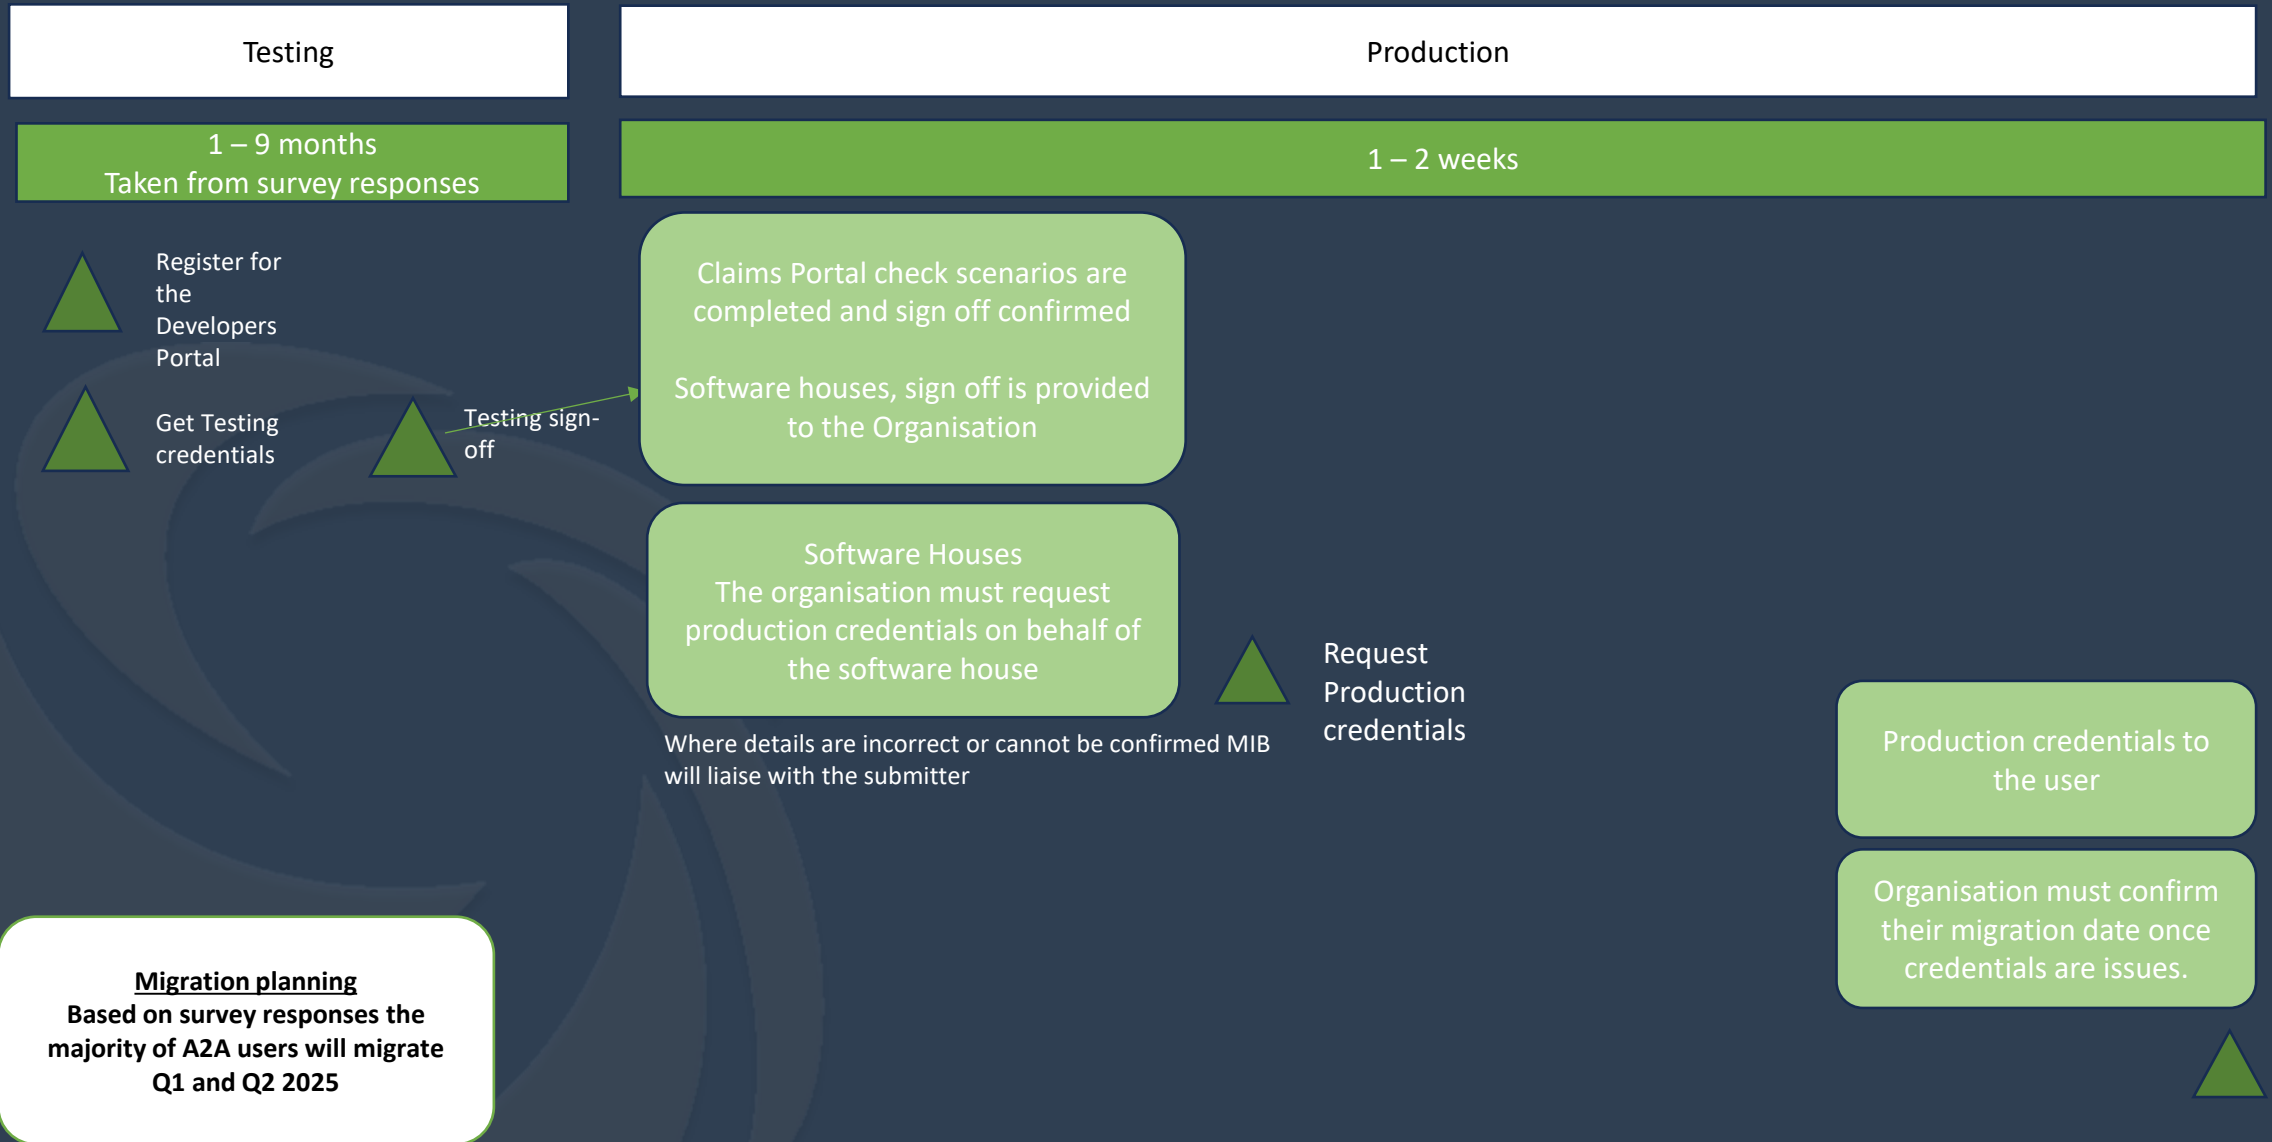 Testing
Production
1 – 9 months
Taken from survey responses
1 – 2 weeks
Register for
the
Developers
Portal
Get Testing
credentials
Testing sign-
off
Claims Portal check scenarios are
completed and sign off confirmed
Software houses, sign off is provided
to the Organisation
Software Houses
The organisation must request
production credentials on behalf of
the software house
Where details are incorrect or cannot be confirmed MIB
will liaise with the submitter
Request
Production
credentials
Production credentials to
the user
Organisation must confirm
their migration date once
credentials are issues.
Migration planning
Based on survey responses the
majority of A2A users will migrate
Q1 and Q2 2025